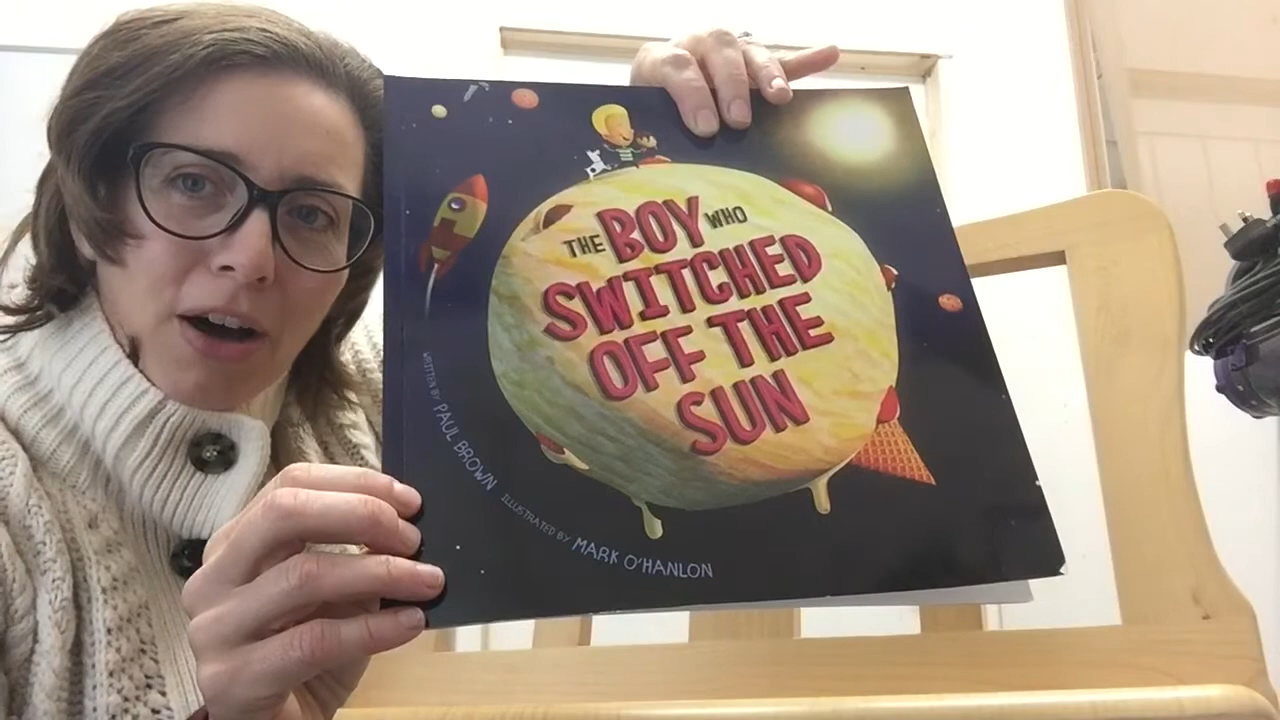 THE BOY WHO
SWITCHED
OFF THE
SUN
WRITTEN BY PAUL BROWN ILLUSTRATED BY MARK O'HANLON